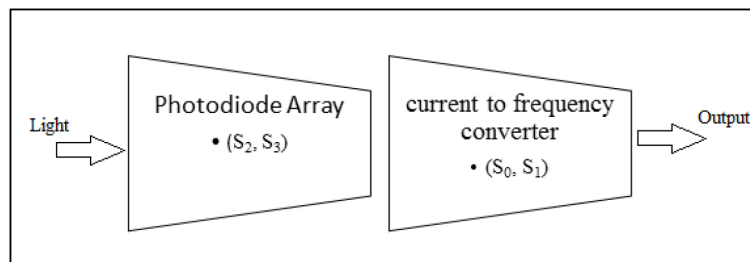 Light
Photodiode Array
• (S2, S3)
current to frequency
converter
• (S0, S1)
Output